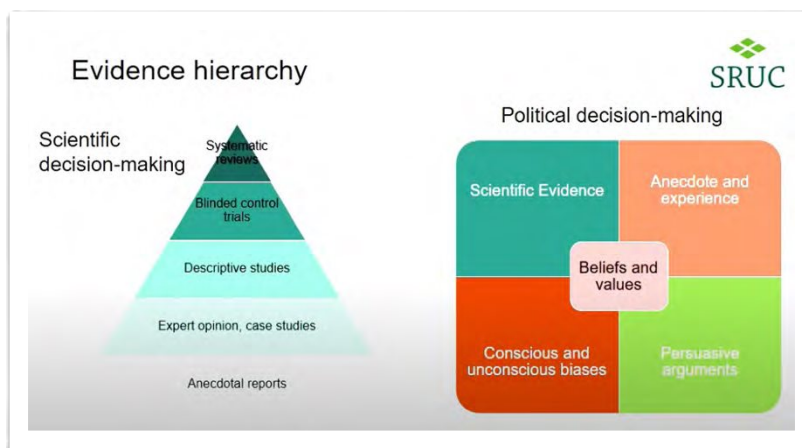 Evidence hierarchy
SRUC
Scientific
decision-making
Systematic
reviews
Blinded control
trials
Descriptive studies
Expert opinion, case studies
Anecdotal reports
Political decision-making
Scientific Evidence
Anecdote and
experience
Beliefs and
values
Conscious and
unconscious biases
Persuasive
arguments